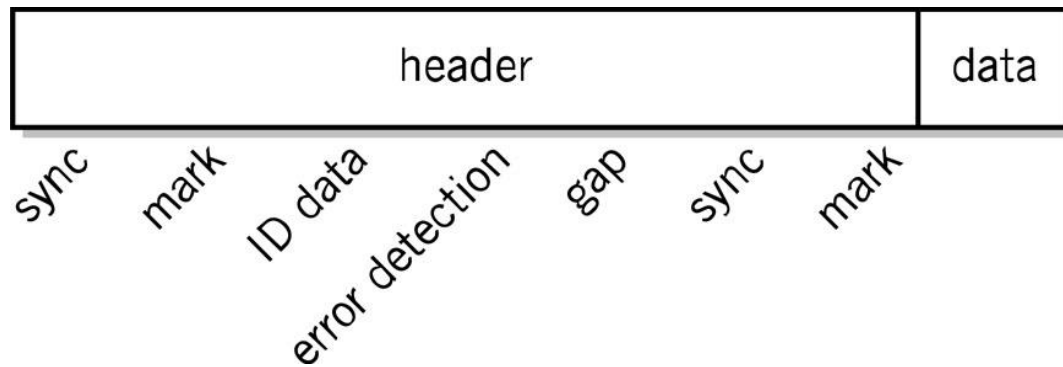 header data
sync mark ID data error detection gap sync mark